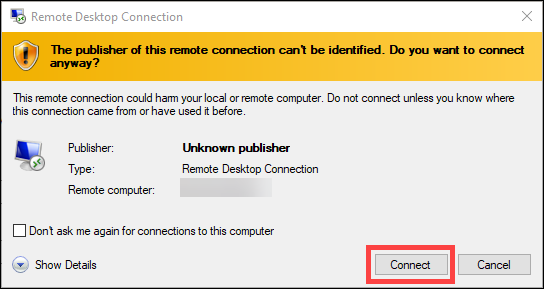 Remote Desktop Connection
The publisher of this remote connection can't be identified. Do you want to connect
anyway?
This remote connection could harm your local or remote computer. Do not connect unless you know where
this connection came from or have used it before.
Publisher: Unknown publisher
Type: Remote Desktop Connection
Remote computer:
Don't ask me again for connections to this computer
Show Details Connect Cancel